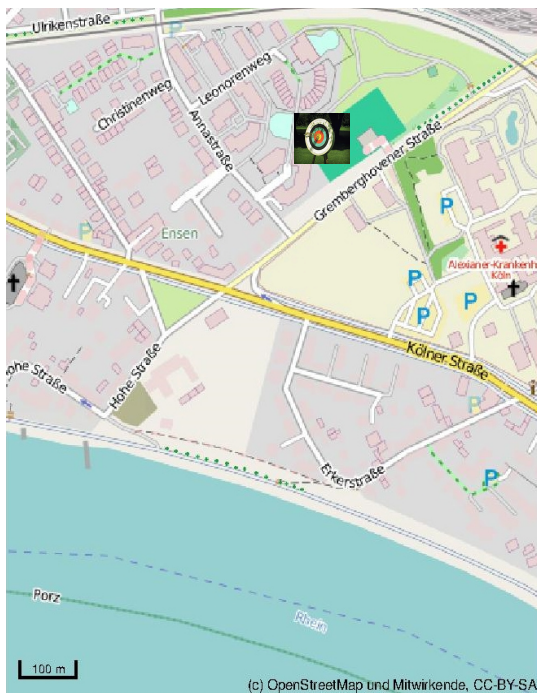 Ulrikenstraße
P
Leonorenweg
Christinenweg
Annastraße
Gremberghovener Straße
P
P
Ensen
Alexianer-Krankenh
Köln
P
P
P
Kölner Straße
Hohe Straße
ohe Straße
P
Erkerstraße
P
Porz
Rhein
100 m
(c) OpenStreetMap und Mitwirkende, CC-BY-SA